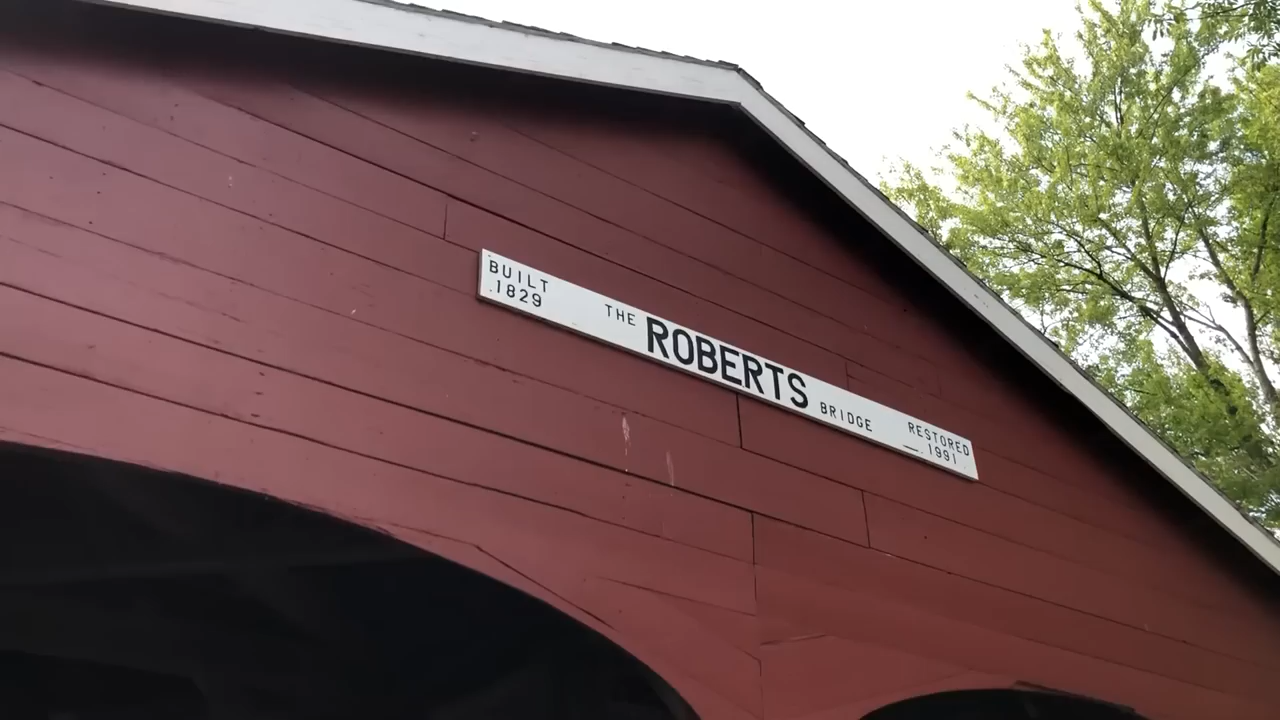 BUILT
1829
THE ROBERTS BRIDGE
RESTORED
1991